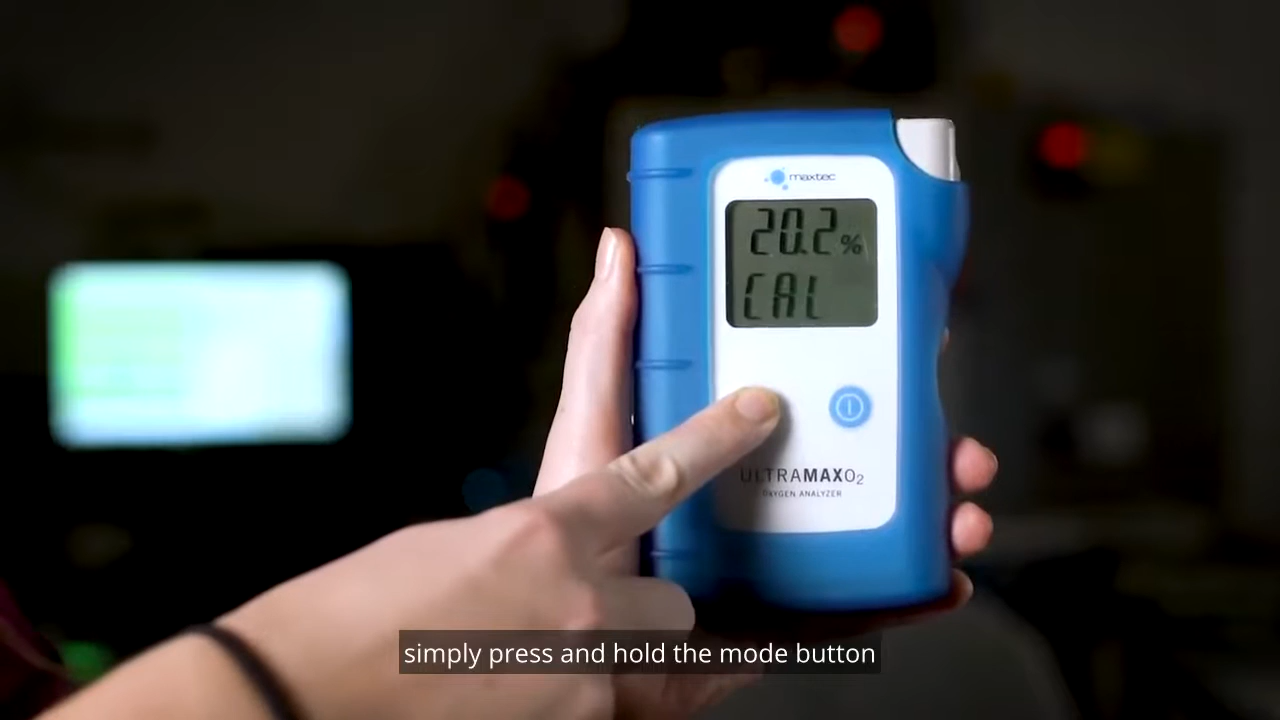 maxtec
20.2%
CAL
ULTRAMAXO₂
OXYGEN ANALYZER
simply press and hold the mode button